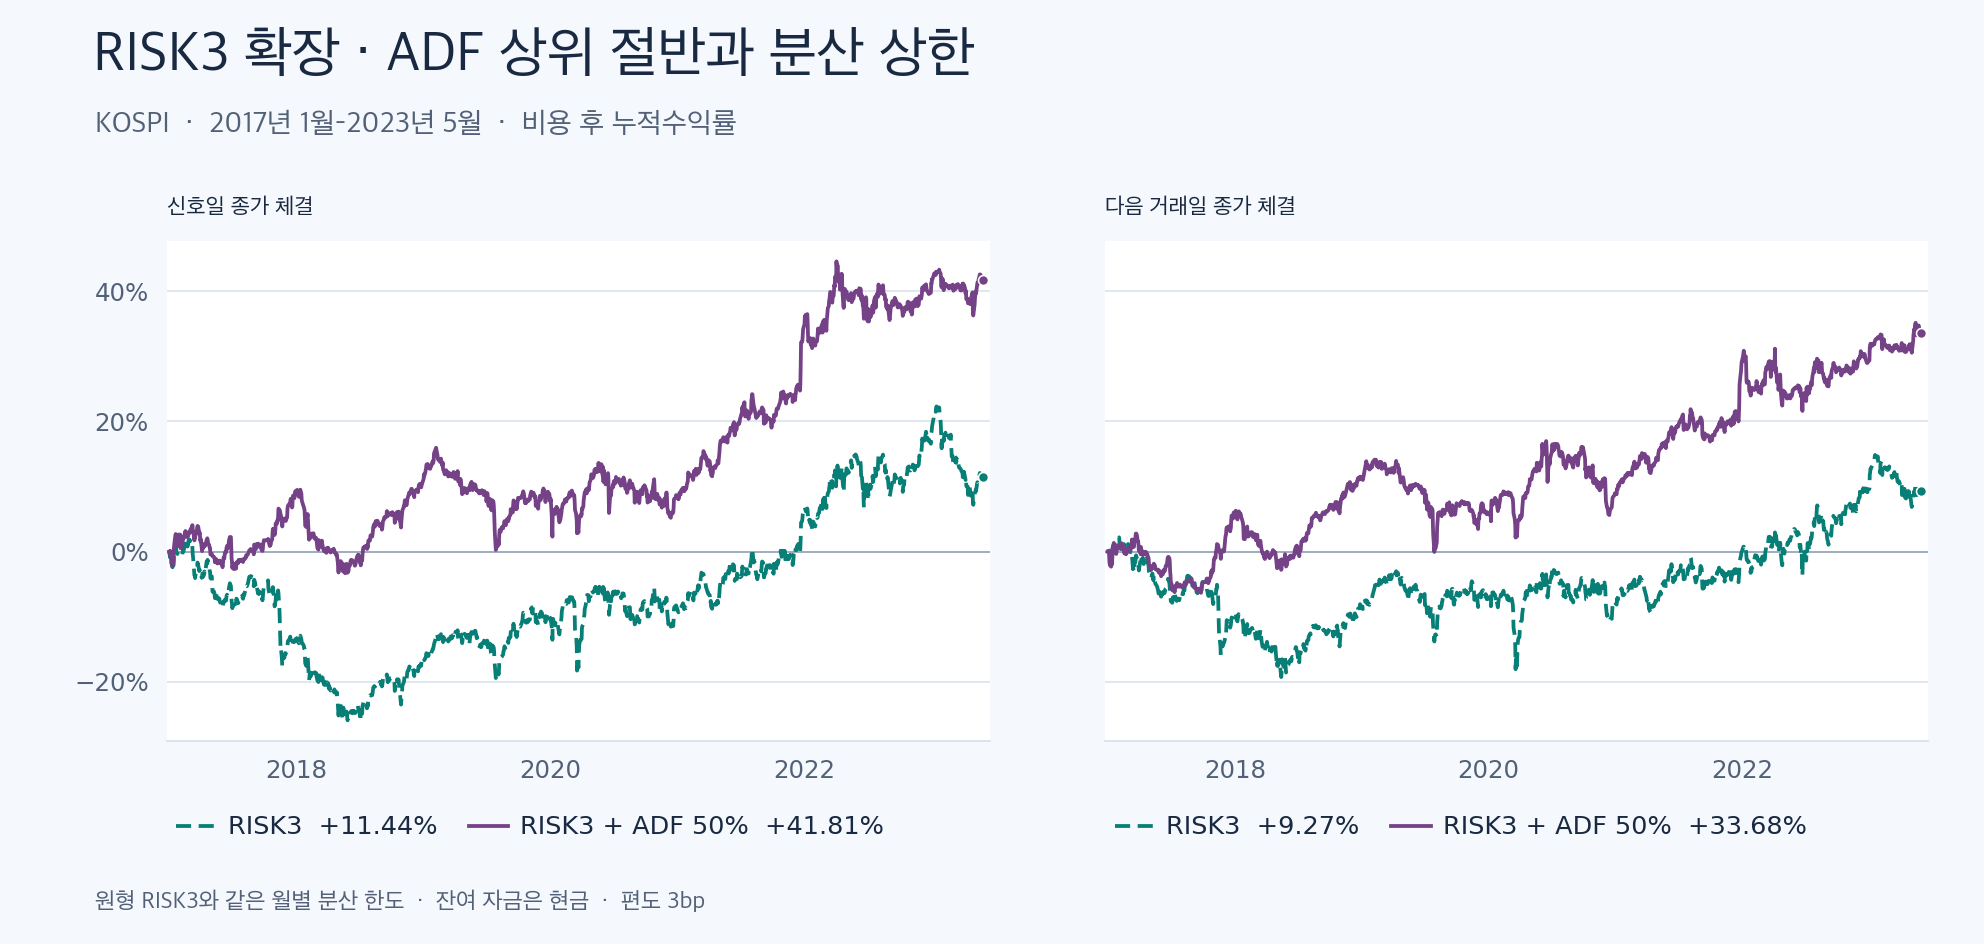 RISK3 확장 · ADF 상위 절반과 분산 상한
KOSPI · 2017년 1월-2023년 5월 · 비용 후 누적수익률
신호일 종가 체결
40%
20%
0%
−20%
2018 2020 2022
RISK3 +11.44% RISK3 + ADF 50% +41.81%
다음 거래일 종가 체결
2018 2020 2022
RISK3 +9.27% RISK3 + ADF 50% +33.68%
원형 RISK3와 같은 월별 분산 한도 · 잔여 자금은 현금 · 편도 3bp